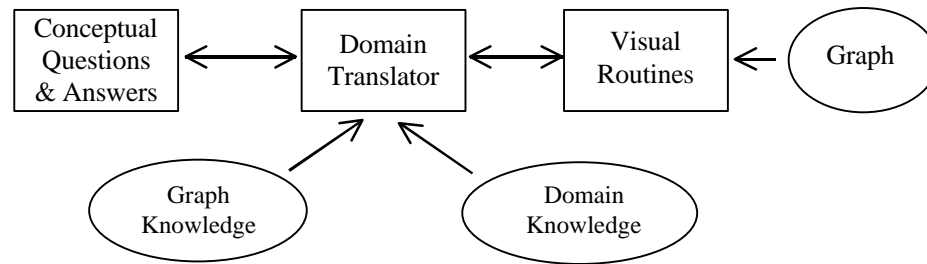 Conceptual
Questions
& Answers
Domain
Translator
Visual
Routines
Graph
Graph
Knowledge
Domain
Knowledge